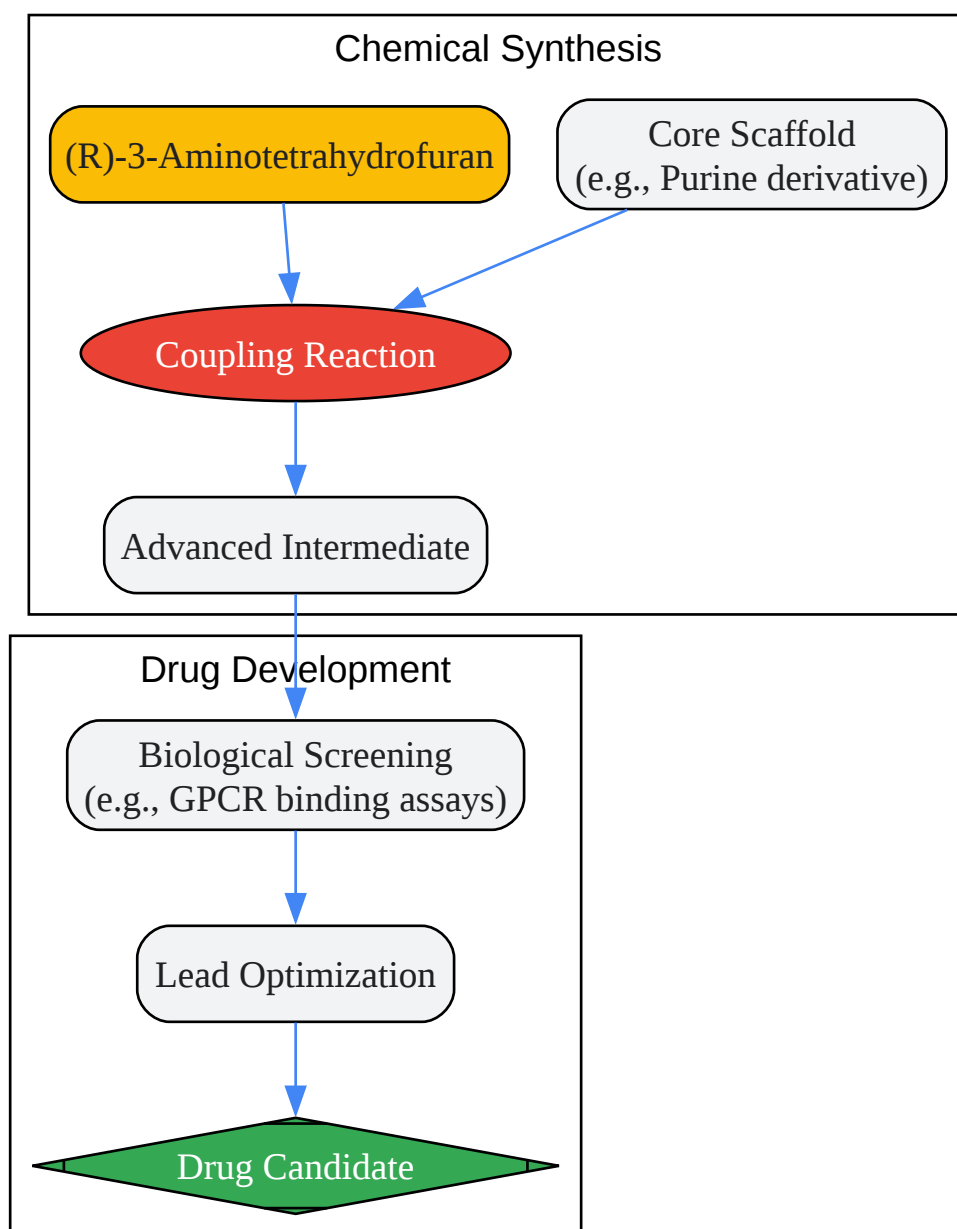 Chemical Synthesis
(R)-3-Aminotetrahydrofuran
Core Scaffold
(e.g., Purine derivative)
Coupling Reaction
Advanced Intermediate
Drug Development
Biological Screening
(e.g., GPCR binding assays)
Lead Optimization
Drug Candidate